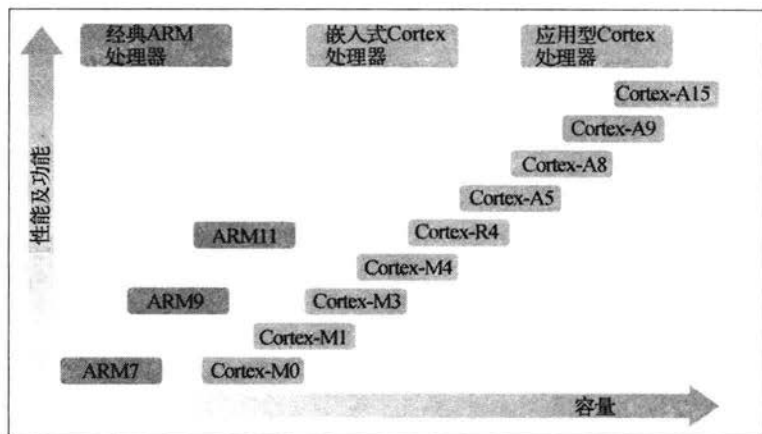 经典ARM
处理器
嵌入式Cortex
处理器
应用型Cortex
处理器
Cortex-A15
Cortex-A9
Cortex-A8
Cortex-A5
Cortex-R4
ARM11
Cortex-M4
Cortex-M3
ARM9
Cortex-M1
ARM7
Cortex-M0
性能及功能
容量